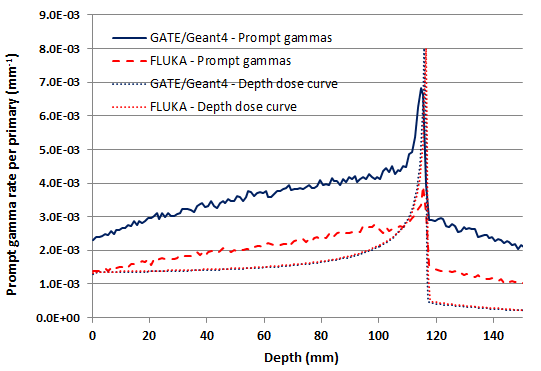 9.0E-03
8.0E-03
7.0E-03
6.0E-03
5.0E-03
4.0E-03
3.0E-03
2.0E-03
1.0E-03
0.0E+00
Prompt gamma rate per primary (mm⁻¹)
GATE/Geant4 - Prompt gammas
FLUKA - Prompt gammas
GATE/Geant4 - Depth dose curve
FLUKA - Depth dose curve
0 20 40 60 80 100 120 140
Depth (mm)